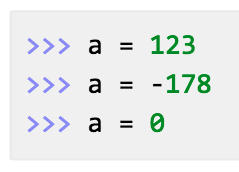 >>> a = 123
>>> a = -178
>>> a = 0